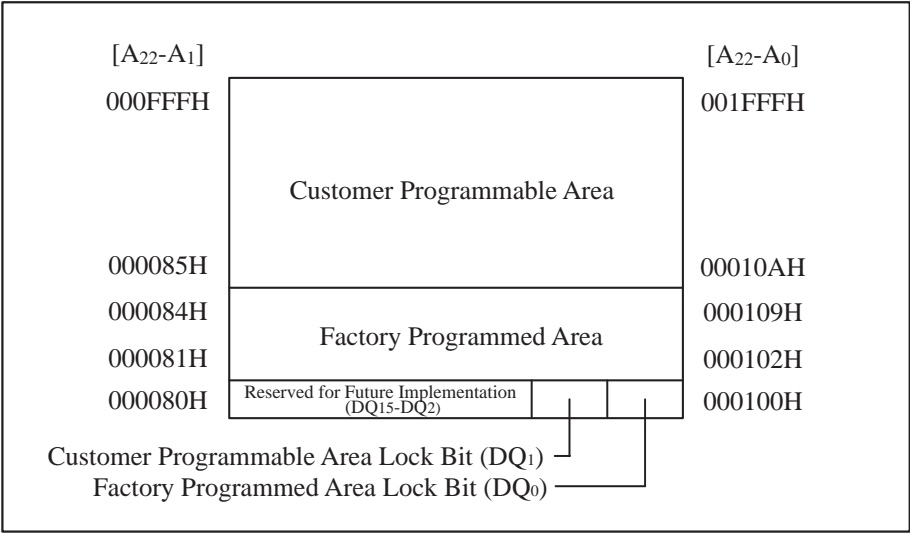 [A22-A1] [A22-A0]
000FFFH 001FFFH
Customer Programmable Area
000085H 00010AH
000084H 000109H
Factory Programmed Area
000081H 000102H
000080H Reserved for Future Implementation 000100H
(DQ15-DQ2)
Customer Programmable Area Lock Bit (DQ1)
Factory Programmed Area Lock Bit (DQ0)